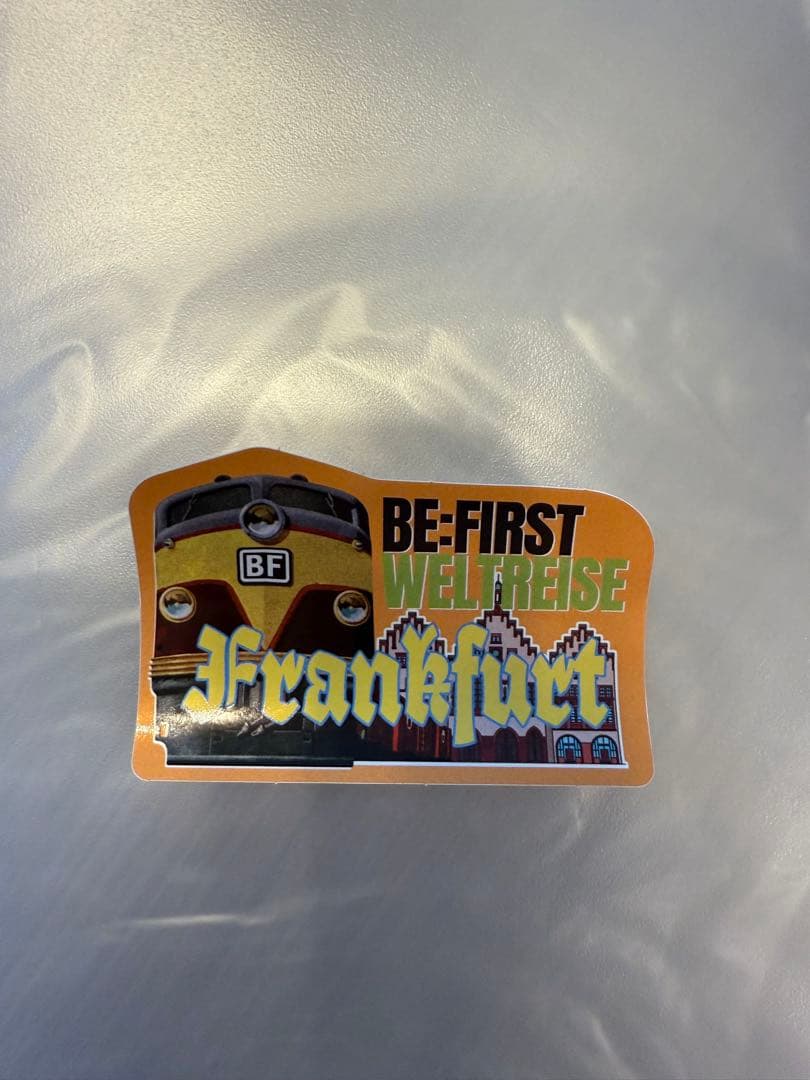 BF
BE:FIRST
WELTREISE
Frankfurt